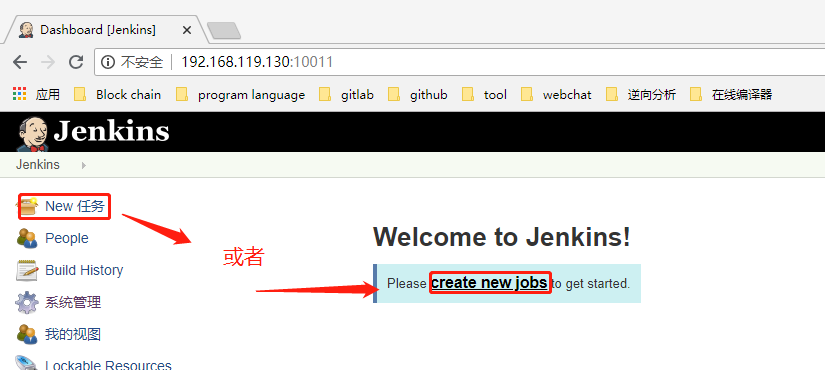 Dashboard [Jenkins]
不安全 192.168.119.130:10011
应用 Block chain program language gitlab github tool webchat 逆向分析 在线编译器
Jenkins
Jenkins
New 任务
People
Build History
系统管理
我的视图
Lockable Resources
或者
Welcome to Jenkins!
Please create new jobs to get started.